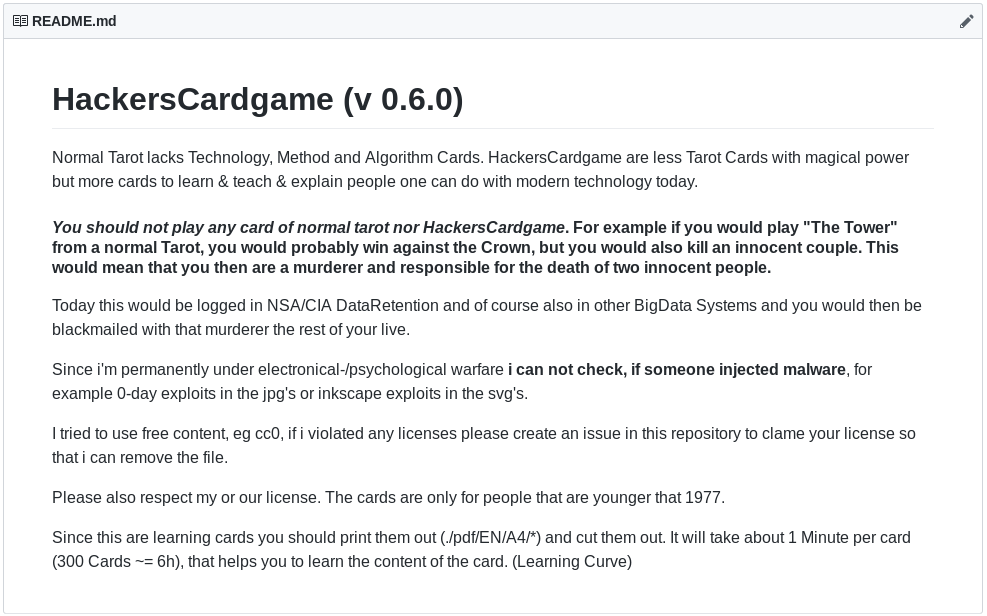 README.md
HackersCardgame (v 0.6.0)
Normal Tarot lacks Technology, Method and Algorithm Cards. HackersCardgame are less Tarot Cards with magical power
but more cards to learn & teach & explain people one can do with modern technology today.
You should not play any card of normal tarot nor HackersCardgame. For example if you would play "The Tower"
from a normal Tarot, you would probably win against the Crown, but you would also kill an innocent couple. This
would mean that you then are a murderer and responsible for the death of two innocent people.
Today this would be logged in NSA/CIA DataRetention and of course also in other BigData Systems and you would then be
blackmailed with that murderer the rest of your live.
Since i'm permanently under electronical-/psychological warfare i can not check, if someone injected malware, for
example 0-day exploits in the jpg's or inkscape exploits in the svg's.
I tried to use free content, eg cc0, if i violated any licenses please create an issue in this repository to clame your license so
that i can remove the file.
Please also respect my or our license. The cards are only for people that are younger that 1977.
Since this are learning cards you should print them out (./pdf/EN/A4/*) and cut them out. It will take about 1 Minute per card
(300 Cards ~= 6h), that helps you to learn the content of the card. (Learning Curve)